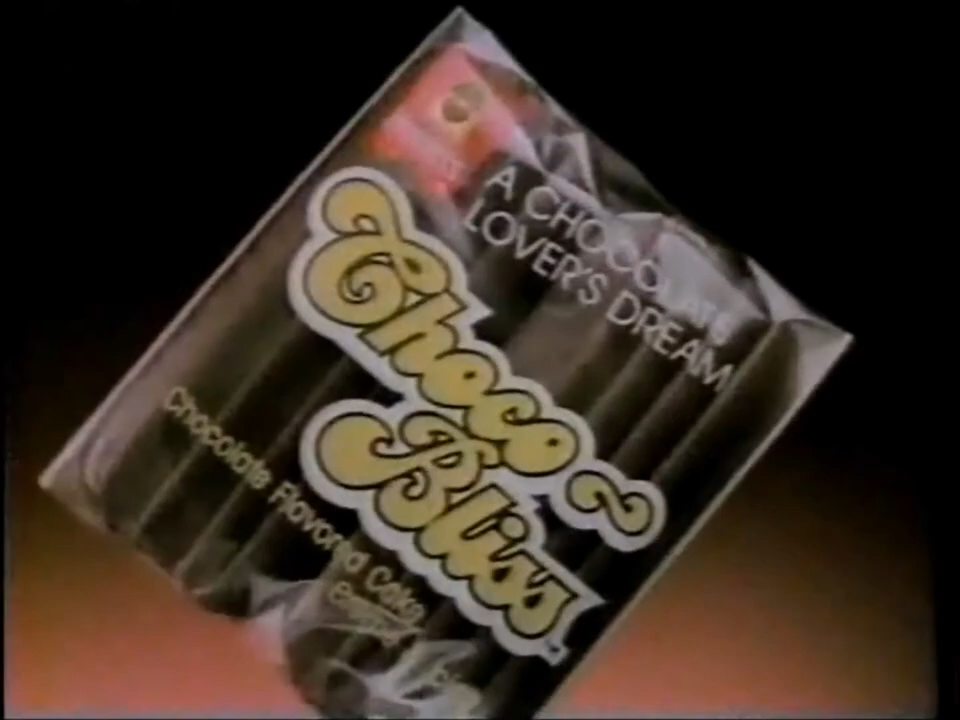 A CHOCOLATE
LOVER'S DREAM
Choco
Bliss
Chocolate Flavored Cake